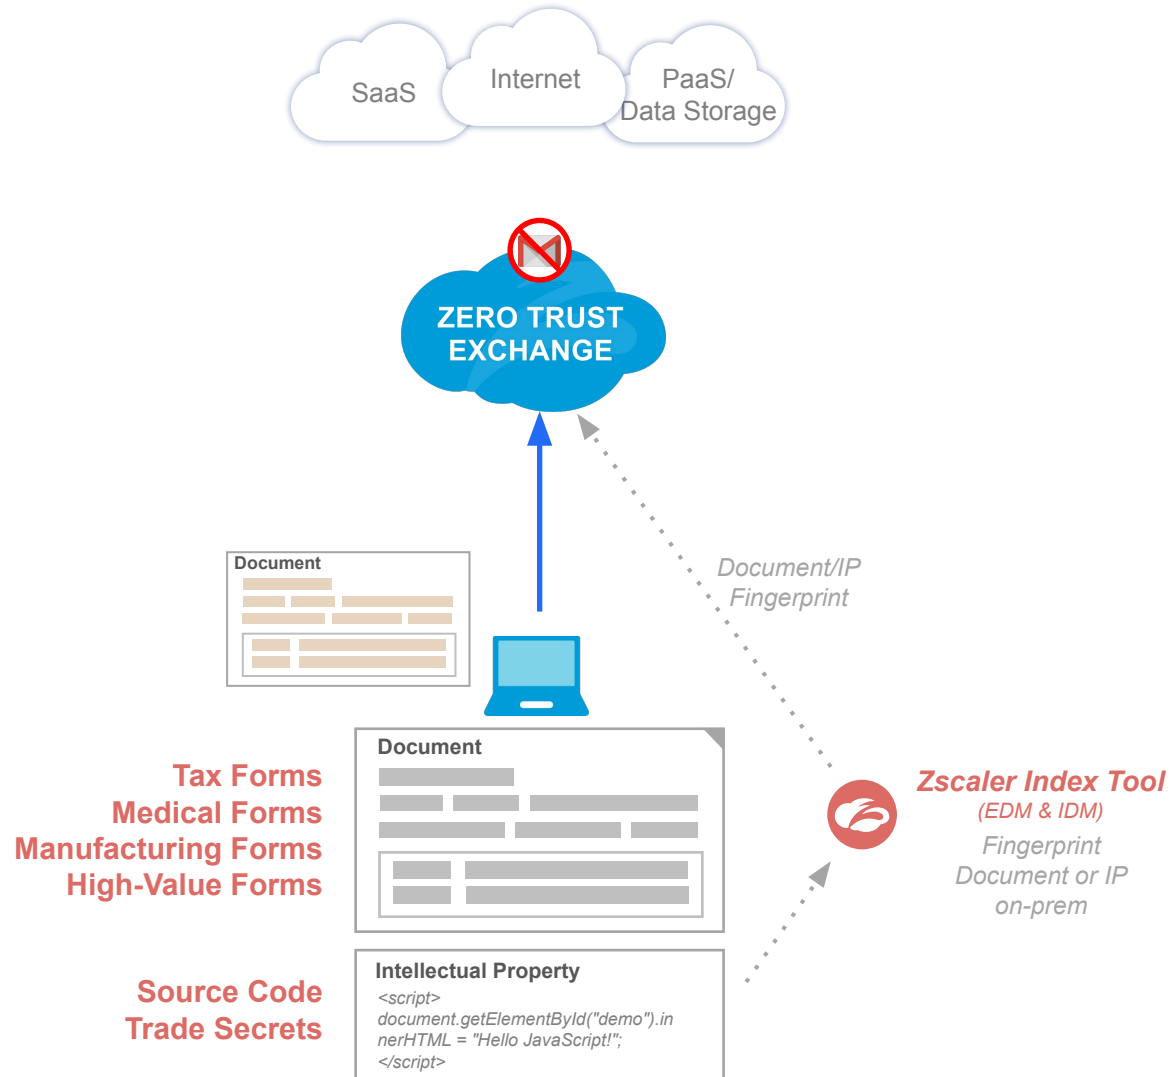 SaaS
Internet
PaaS/
Data Storage
ZERO TRUST
EXCHANGE
Document
Document/IP
Fingerprint
Tax Forms
Medical Forms
Manufacturing Forms
High-Value Forms
Document
Zscaler Index Tool
(EDM & IDM)
Fingerprint
Document or IP
on-prem
Source Code
Trade Secrets
Intellectual Property
<script>
document.getElementById("demo").in
nerHTML = "Hello JavaScript!";
</script>